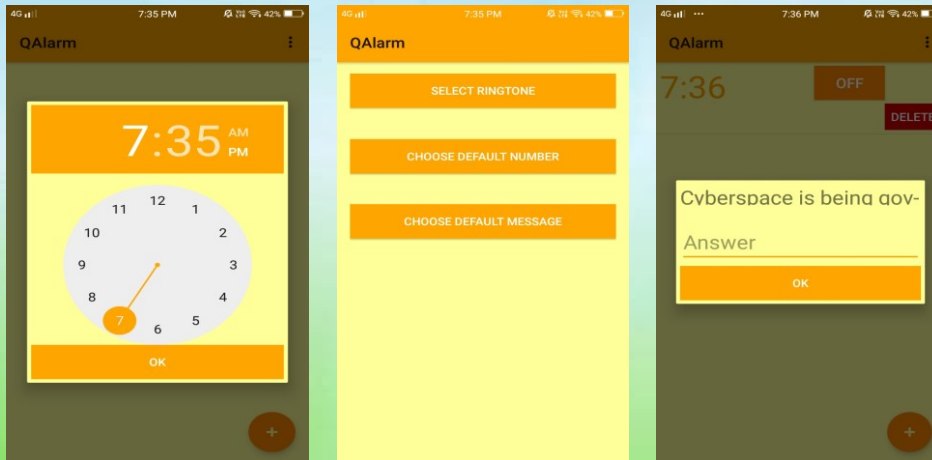 4G 7:35 PM 42%
QAlarm
7:35 AM
PM
12
11 1
10 2
9 3
8 4
7 5
6
OK
+
4G 7:35 PM 42%
QAlarm
SELECT RINGTONE
CHOOSE DEFAULT NUMBER
CHOOSE DEFAULT MESSAGE
4G ... 7:36 PM 42%
QAlarm
7:36 OFF
DELETE
Cyberspace is being gov-
Answer
OK
+